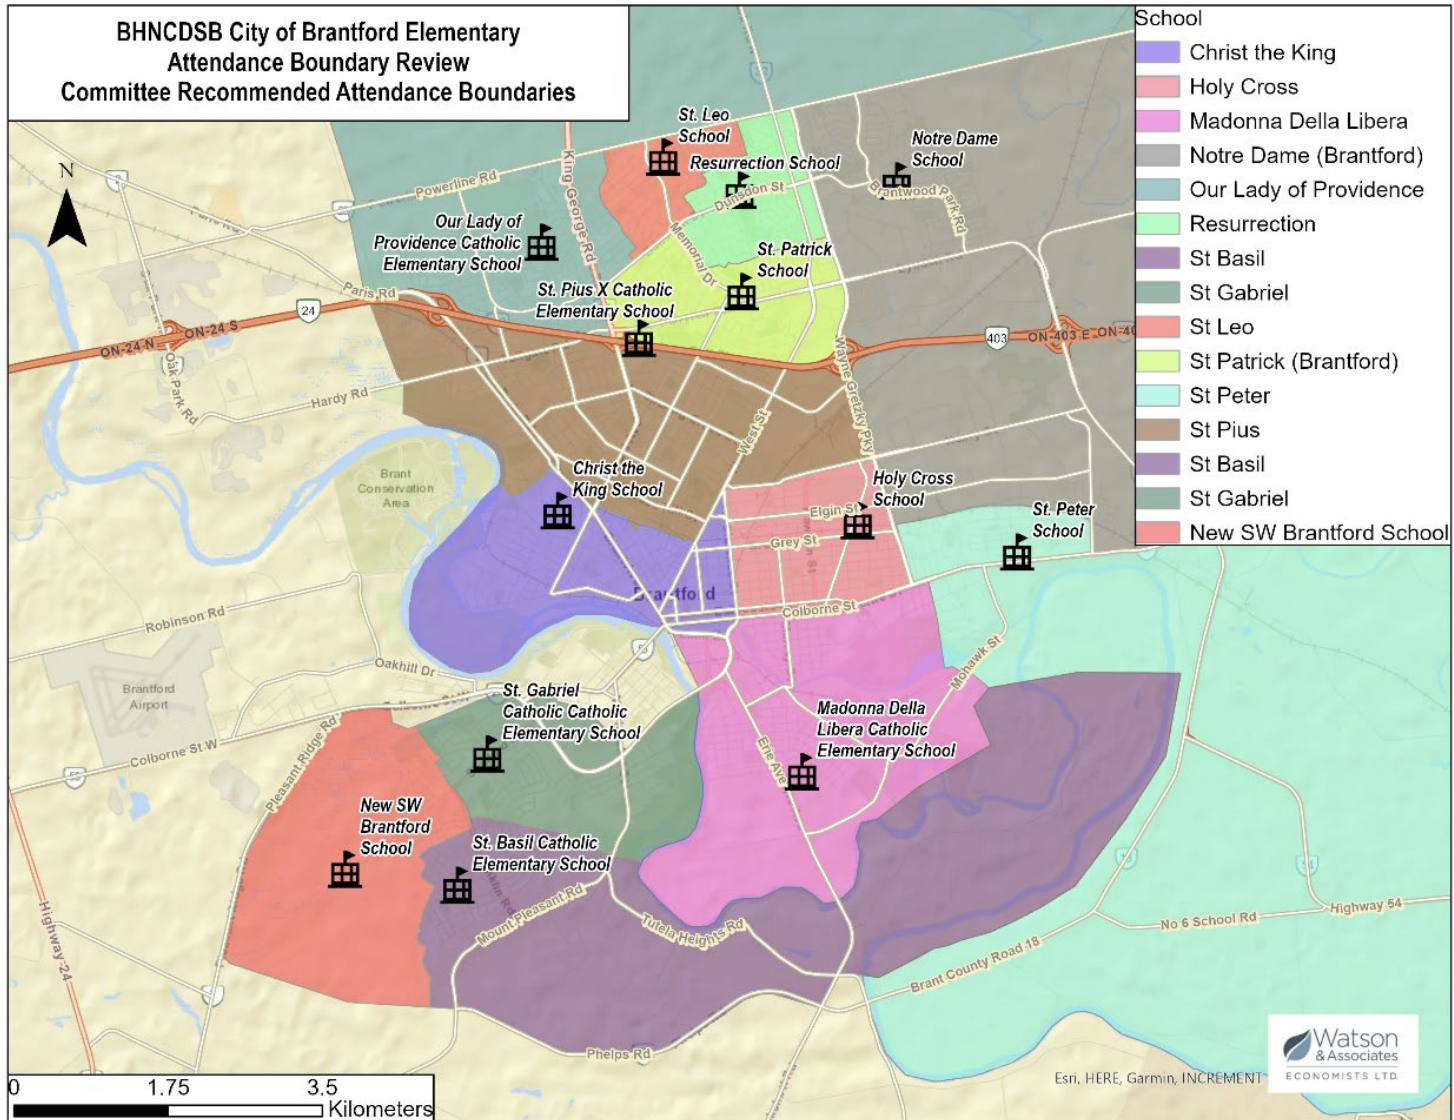 BHNCDSB City of Brantford Elementary
Attendance Boundary Review
Committee Recommended Attendance Boundaries
School
Christ the King
Holy Cross
Madonna Della Libera
Notre Dame (Brantford)
Our Lady of Providence
Resurrection
St Basil
St Gabriel
St Leo
St Patrick (Brantford)
St Peter
St Pius
St Basil
St Gabriel
New SW Brantford School
N
St. Leo
School
Resurrection School
Notre Dame
School
Powerline Rd
King George Rd
Dunsdon St
Brantwood Park Rd
Memorial Dr
Our Lady of
Providence Catholic
Elementary School
St. Patrick
School
St. Pius X Catholic
Elementary School
Paris Rd
24
ON-24 N
ON-24 S
403
ON-403 E
Oak Park Rd
Hardy Rd
Wayne Gretzky Pky
West St
Brant
Conservation
Area
Christ the
King School
Holy Cross
School
Elgin St
Grey St
St. Peter
School
Brantford
Colborne St
Robinson Rd
Oakhill Dr
Mohawk St
Brantford
Airport
Colborne St W
Pleasant Ridge Rd
St. Gabriel
Catholic Catholic
Elementary School
Madonna Della
Libera Catholic
Elementary School
Erie Ave
New SW
Brantford
School
St. Basil Catholic
Elementary School
Mount Pleasant Rd
Tutela Heights Rd
Highway 24
No 6 School Rd
Highway 54
Brant County Road 18
Phelps Rd
Watson
& Associates
ECONOMISTS LTD.
Esri, HERE, Garmin, INCREMENT
0 1.75 3.5
Kilometers